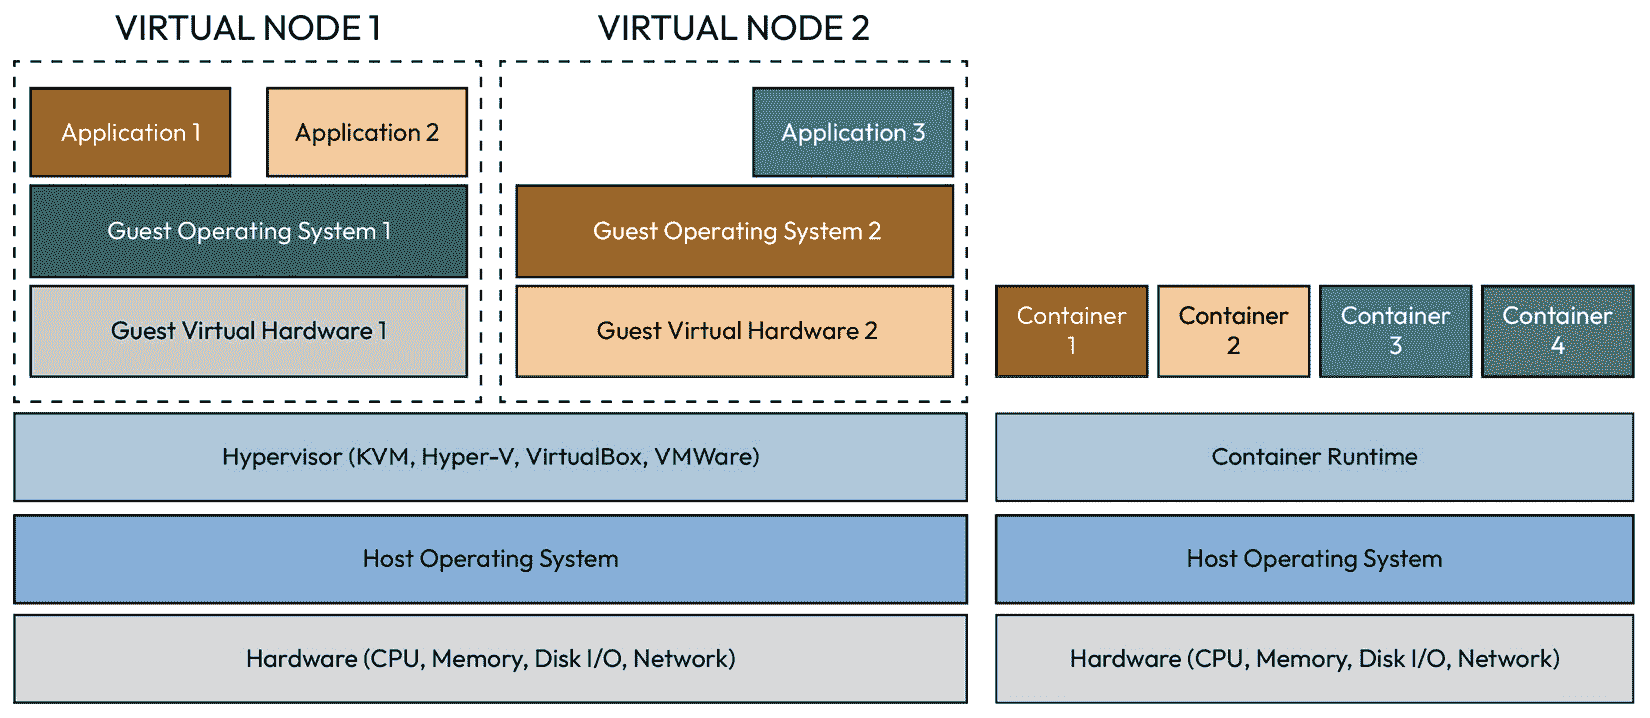 VIRTUAL NODE 1
VIRTUAL NODE 2
Application 1
Application 2
Application 3
Guest Operating System 1
Guest Operating System 2
Guest Virtual Hardware 1
Guest Virtual Hardware 2
Container
1
Container
2
Container
3
Container
4
Hypervisor (KVM, Hyper-V, VirtualBox, VMWare)
Container Runtime
Host Operating System
Host Operating System
Hardware (CPU, Memory, Disk I/O, Network)
Hardware (CPU, Memory, Disk I/O, Network)